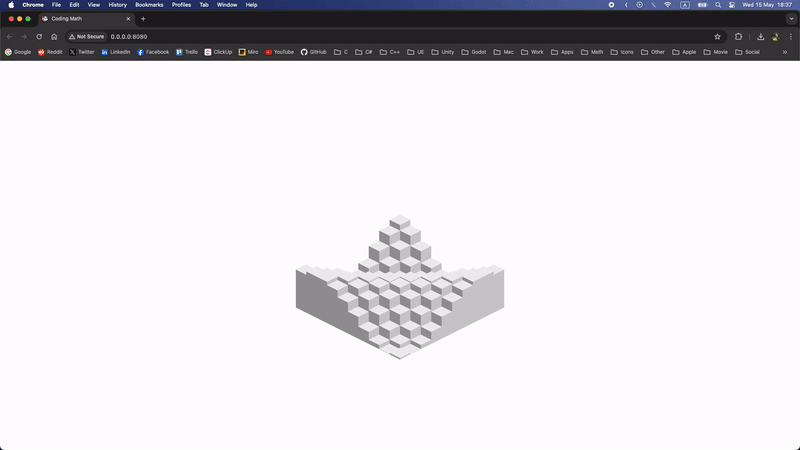 Chrome File Edit View History Bookmarks Profiles Tab Window Help A Wed 15 May 18:37
Coding Math
Not Secure 0.0.0.0:8080
Google Reddit Twitter LinkedIn Facebook Trello ClickUp Miro YouTube GitHub C C# C++ UE Unity Godot Mac Work Apps Math Icons Other Apple Movie Social